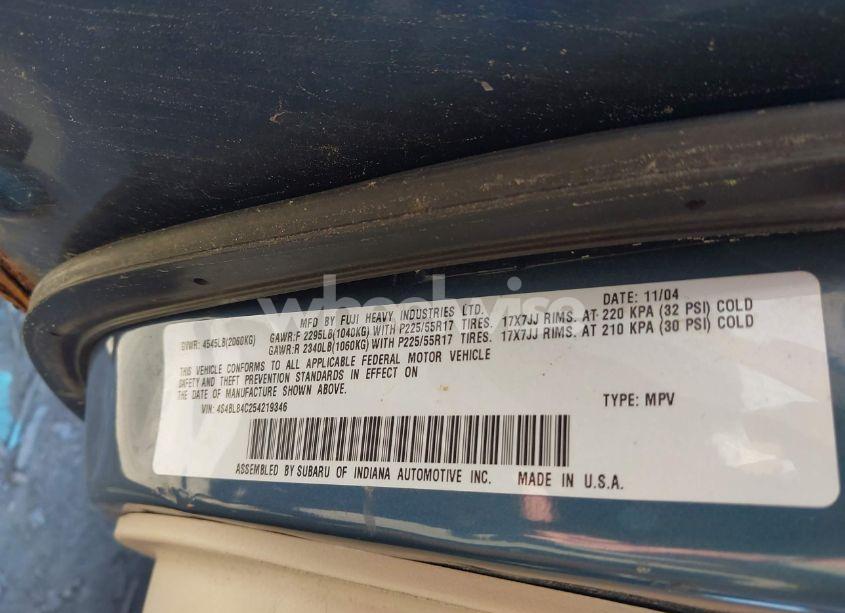 MFD BY FUJI HEAVY INDUSTRIES LTD. DATE: 11/04
GVWR: 4545LB(2060KG) GAWR:F 2295LB(1040KG) WITH P225/55R17 TIRES. 17X7JJ RIMS. AT 220 KPA (32 PSI) COLD
GAWR:R 2340LB(1060KG) WITH P225/55R17 TIRES. 17X7JJ RIMS. AT 210 KPA (30 PSI) COLD
THIS VEHICLE CONFORMS TO ALL APPLICABLE FEDERAL MOTOR VEHICLE
SAFETY AND THEFT PREVENTION STANDARDS IN EFFECT ON
THE DATE OF MANUFACTURE SHOWN ABOVE.
VIN: 4S4BL84C254219346 TYPE: MPV
ASSEMBLED BY SUBARU OF INDIANA AUTOMOTIVE INC. MADE IN U.S.A.
wheelwise